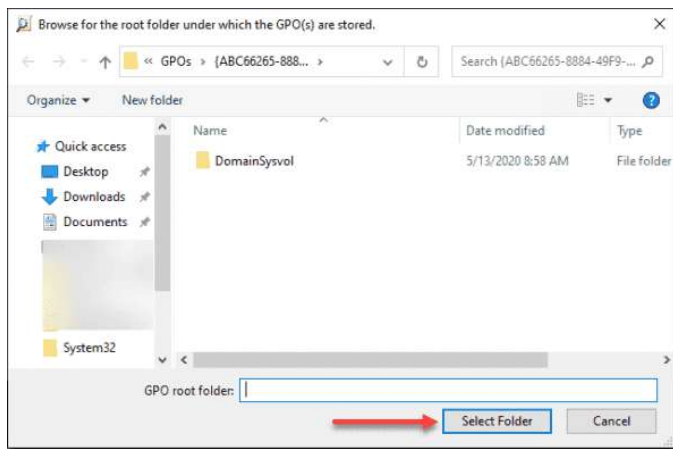 Browse for the root folder under which the GPO(s) are stored.
« GPOs › {ABC66265-888... ›
Search {ABC66265-8884-49F9-...
Organize
New folder
Name
Date modified
Type
Quick access
Desktop
Downloads
Documents
System32
DomainSysvol
5/13/2020 8:58 AM
File folder
GPO root folder:
Select Folder
Cancel